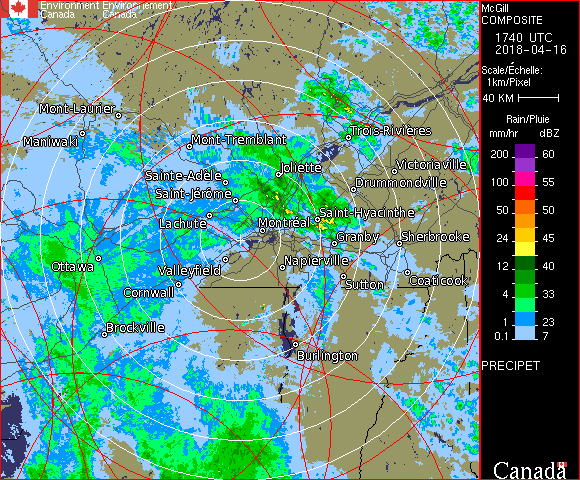 Environment Environnement
Canada Canada
Mont-Laurier
Maniwaki
Mont-Tremblant
Trois-Rivières
Sainte-Adèle
Joliette
Victoriaville
Saint-Jérôme
Drummondville
Lachute
Montréal
Saint-Hyacinthe
Granby
Sherbrooke
Ottawa
Valleyfield
Napierville
Cornwall
Sutton
Coaticook
Brockville
Burlington
McGill
COMPOSITE
1740 UTC
2018-04-16
Scale/Échelle:
1km/Pixel
40 KM
Rain/Pluie
mm/hr dBZ
200 60
150 57
100 55
50 50
24 45
12 40
4 33
1.0 23
0.1 7
PRECIPET
Canada